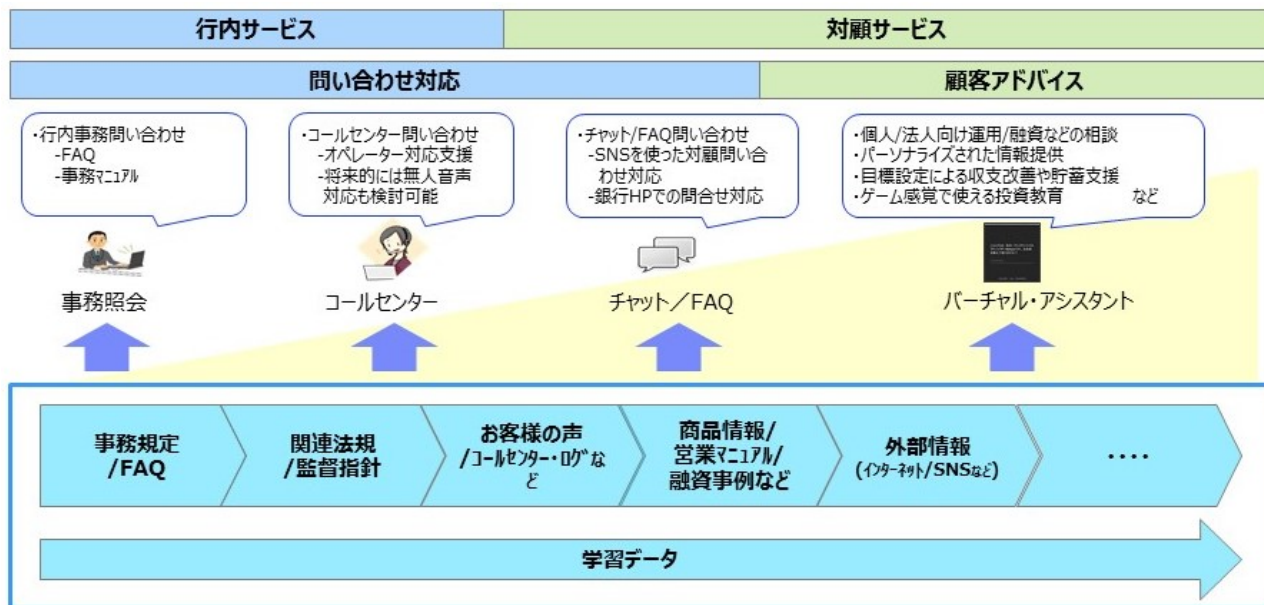 行内サービス
対顧サービス
問い合わせ対応
顧客アドバイス
・行内事務問い合わせ
-FAQ
-事務マニュアル
・コールセンター問い合わせ
-オペレーター対応支援
-将来的には無人音声
対応も検討可能
・チャット/FAQ問い合わせ
-SNSを使った対顧問い合
わせ対応
-銀行HPでの問合せ対応
・個人/法人向け運用/融資などの相談
・パーソナライズされた情報提供
・目標設定による収支改善や貯蓄支援
・ゲーム感覚で使える投資教育 など
事務照会
コールセンター
チャット／FAQ
バーチャル・アシスタント
事務規定
/FAQ
関連法規
/監督指針
お客様の声
/コールセンター・ログな
ど
商品情報/
営業マニュアル/
融資事例など
外部情報
(インターネット/SNSなど)
・・・・
学習データ